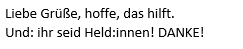 Liebe Grüße, hoffe, das hilft.
Und: ihr seid Held:innen! DANKE!